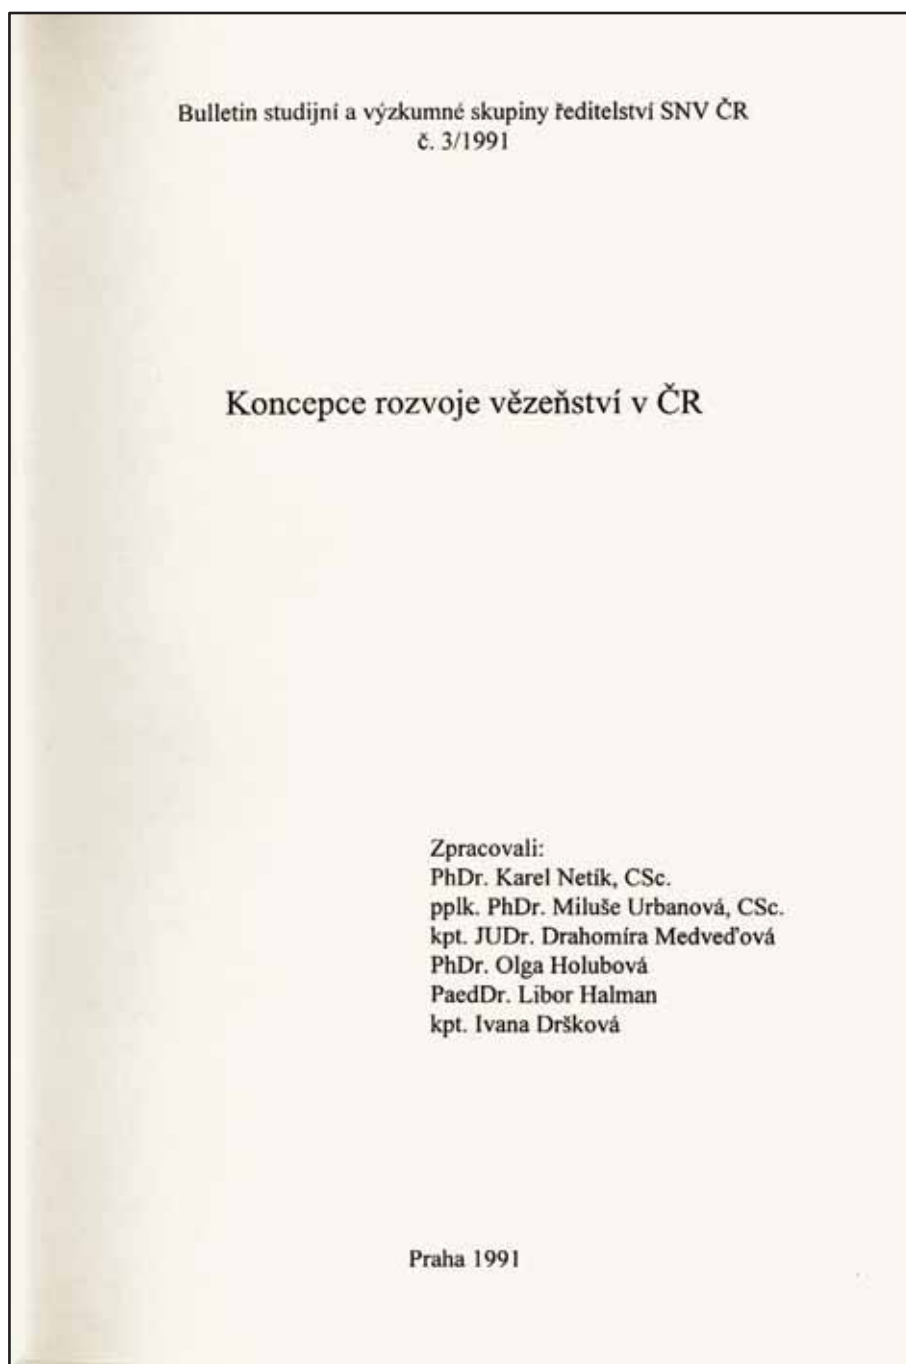 Bulletin studijní a výzkumné skupiny ředitelství SNV ČR
č. 3/1991
Koncepce rozvoje vězeňství v ČR
Zpracovali:
PhDr. Karel Netík, CSc.
pplk. PhDr. Miluše Urbanová, CSc.
kpt. JUDr. Drahomíra Medveďová
PhDr. Olga Holubová
PaedDr. Libor Halman
kpt. Ivana Dršková
Praha 1991